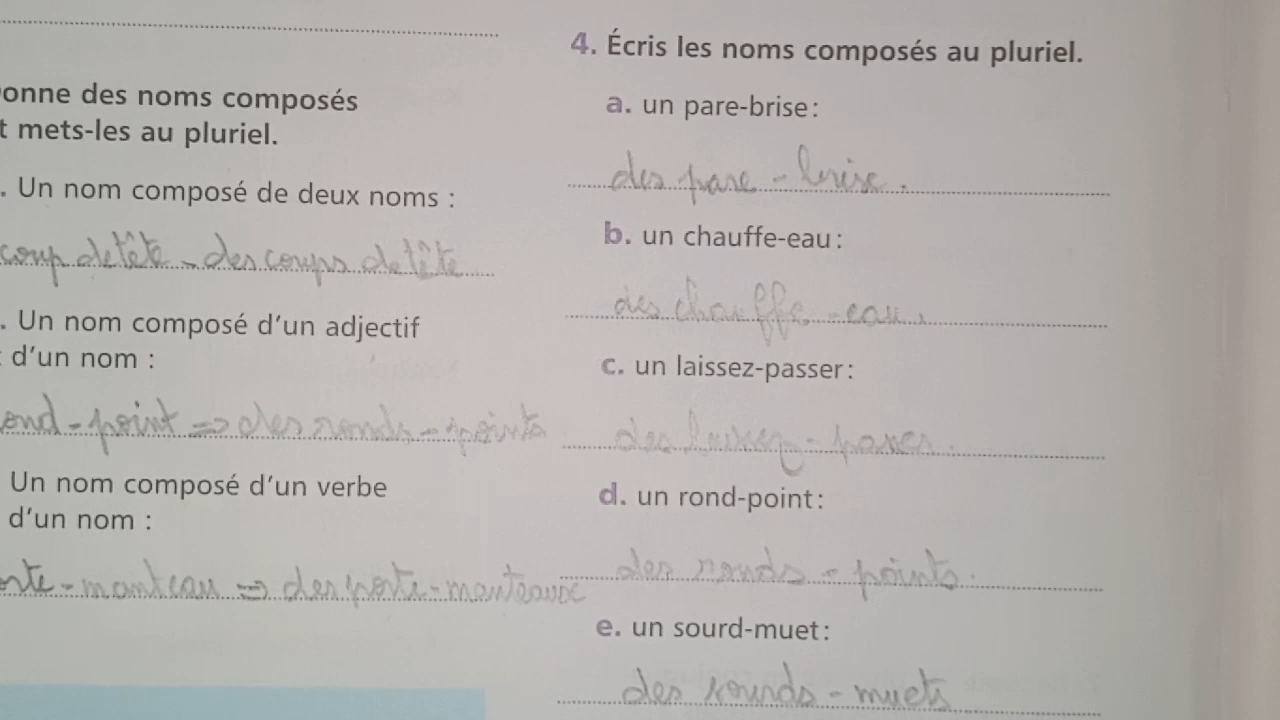 onne des noms composés
t mets-les au pluriel.
. Un nom composé de deux noms :
coup de tête - des coups de tête
. Un nom composé d'un adjectif
d'un nom :
ond-point => des ronds-points
Un nom composé d'un verbe
d'un nom :
rte-manteau => des porte-manteaux
4. Écris les noms composés au pluriel.
a. un pare-brise :
des pare-brise.
b. un chauffe-eau :
des chauffe-eau.
c. un laissez-passer :
des laissez-passer.
d. un rond-point :
des ronds-points.
e. un sourd-muet :
des sourds-muets